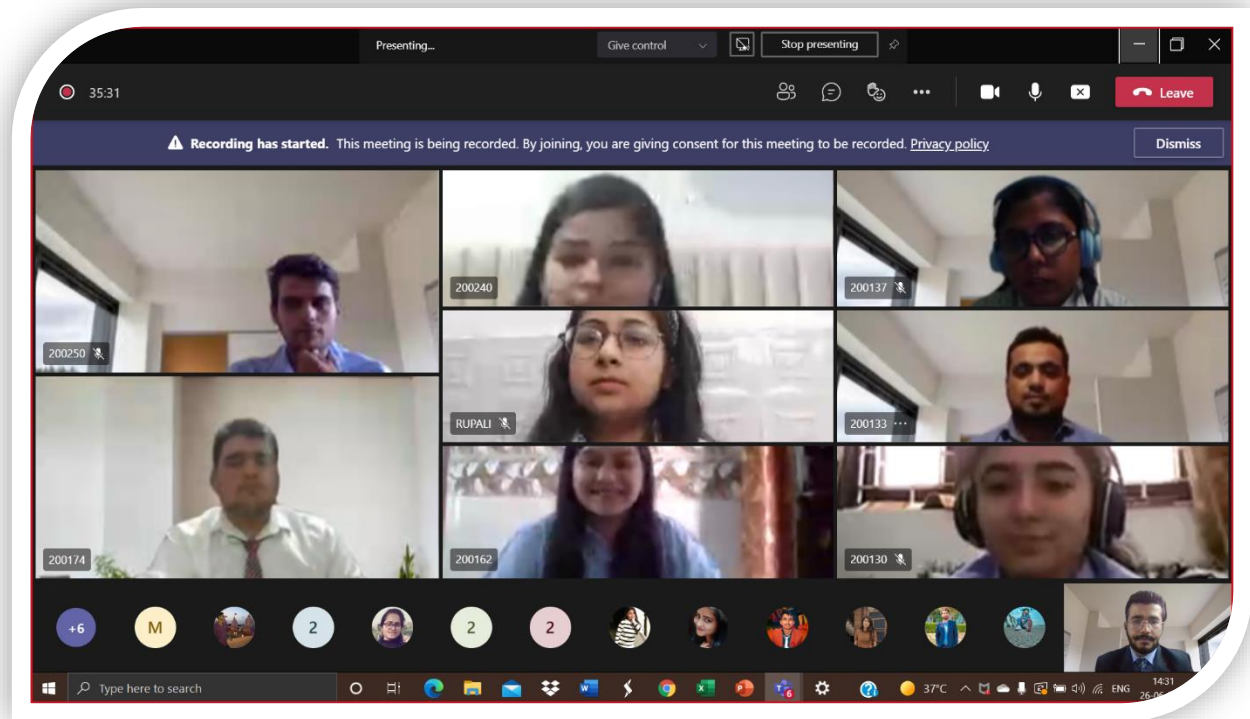 Presenting...
Give control
Stop presenting
35:31
Leave
Recording has started. This meeting is being recorded. By joining, you are giving consent for this meeting to be recorded. Privacy policy
Dismiss
200250
200240
200137
RUPALI
200133
200174
200162
200130
+6
M
2
2
2
Type here to search
37°C
ENG
14:31
26-06